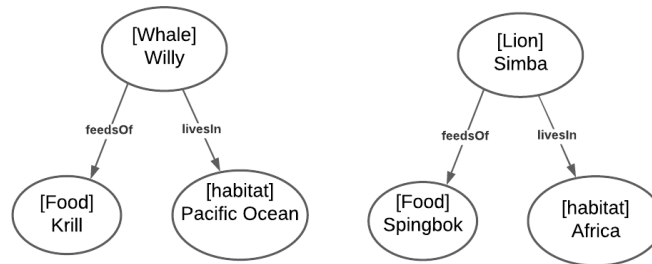 [Whale]
Willy
feedsOf
livesIn
[Food]
Krill
[habitat]
Pacific Ocean
[Lion]
Simba
feedsOf
livesIn
[Food]
Spingbok
[habitat]
Africa